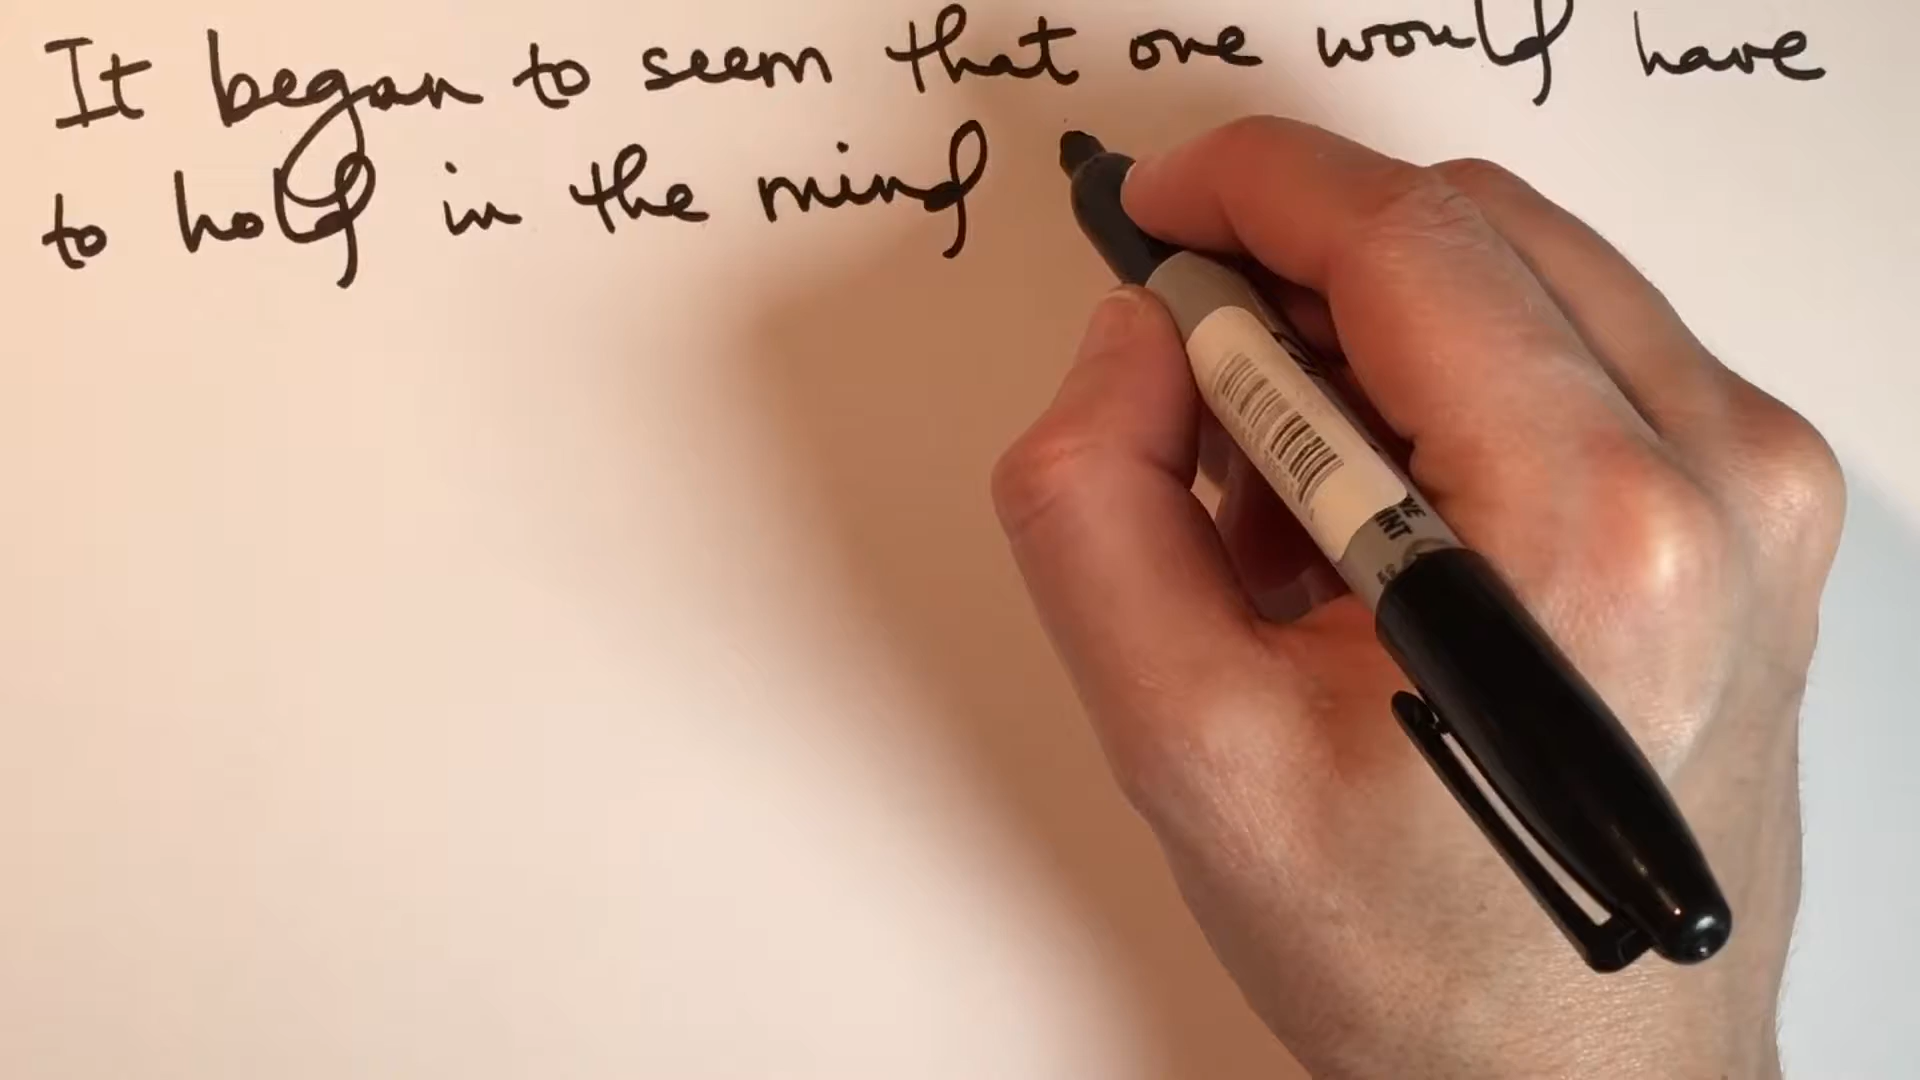 It began to seem that one would have
to hold in the mind